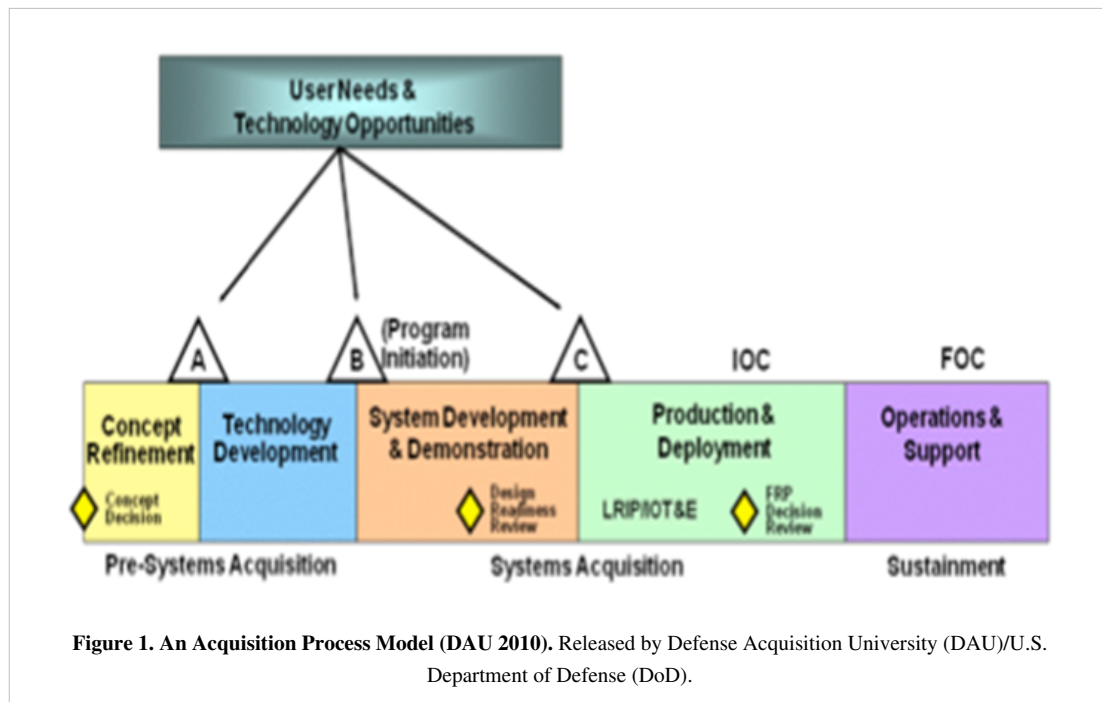 User Needs &
Technology Opportunities
A
B
(Program
Initiation)
C
IOC
FOC
Concept
Refinement
Technology
Development
System Development
& Demonstration
Production &
Deployment
Operations &
Support
Concept
Decision
Design
Readiness
Review
LRIP/IOT&E
FRP
Decision
Review
Pre-Systems Acquisition
Systems Acquisition
Sustainment
Figure 1. An Acquisition Process Model (DAU 2010). Released by Defense Acquisition University (DAU)/U.S.
Department of Defense (DoD).